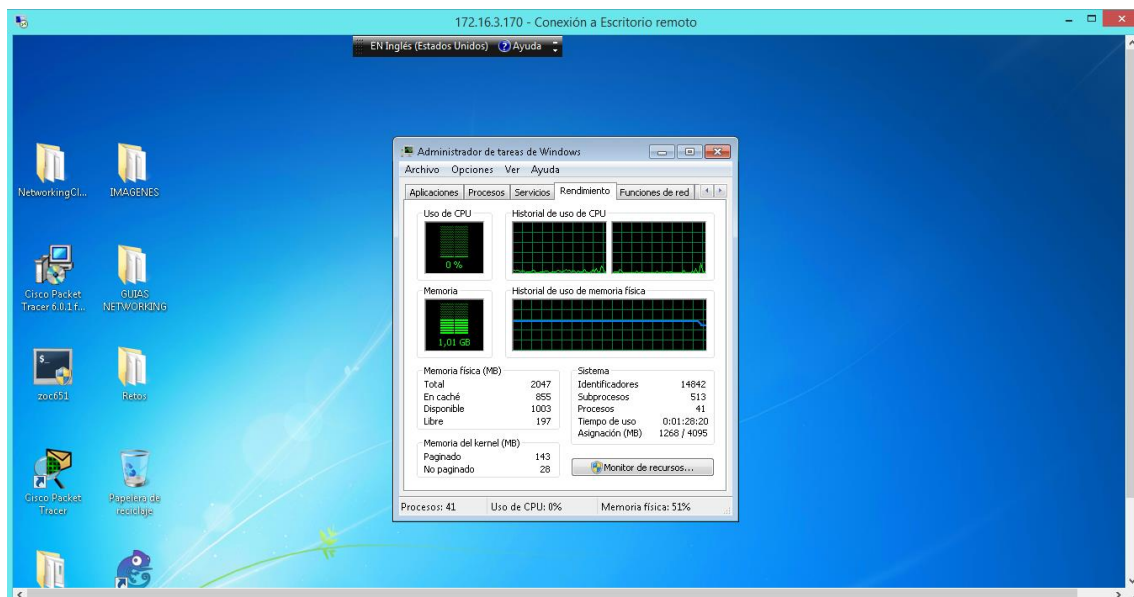 172.16.3.170 - Conexión a Escritorio remoto
EN Inglés (Estados Unidos) ? Ayuda
NetworkingCl...
IMAGENES
Cisco Packet
Tracer 6.0.1 f...
GUIAS
NETWORKING
$_
zoc651
Retos
Cisco Packet
Tracer
Papelera de
reciclaje
Administrador de tareas de Windows
Archivo Opciones Ver Ayuda
Aplicaciones Procesos Servicios Rendimiento Funciones de red
Uso de CPU Historial de uso de CPU
0 %
Memoria Historial de uso de memoria física
1,01 GB
Memoria física (MB)
Total 2047
En caché 855
Disponible 1003
Libre 197
Memoria del kernel (MB)
Paginado 143
No paginado 28
Sistema
Identificadores 14842
Subprocesos 513
Procesos 41
Tiempo de uso 0:01:28:20
Asignación (MB) 1268 / 4095
Monitor de recursos...
Procesos: 41 Uso de CPU: 0% Memoria física: 51%